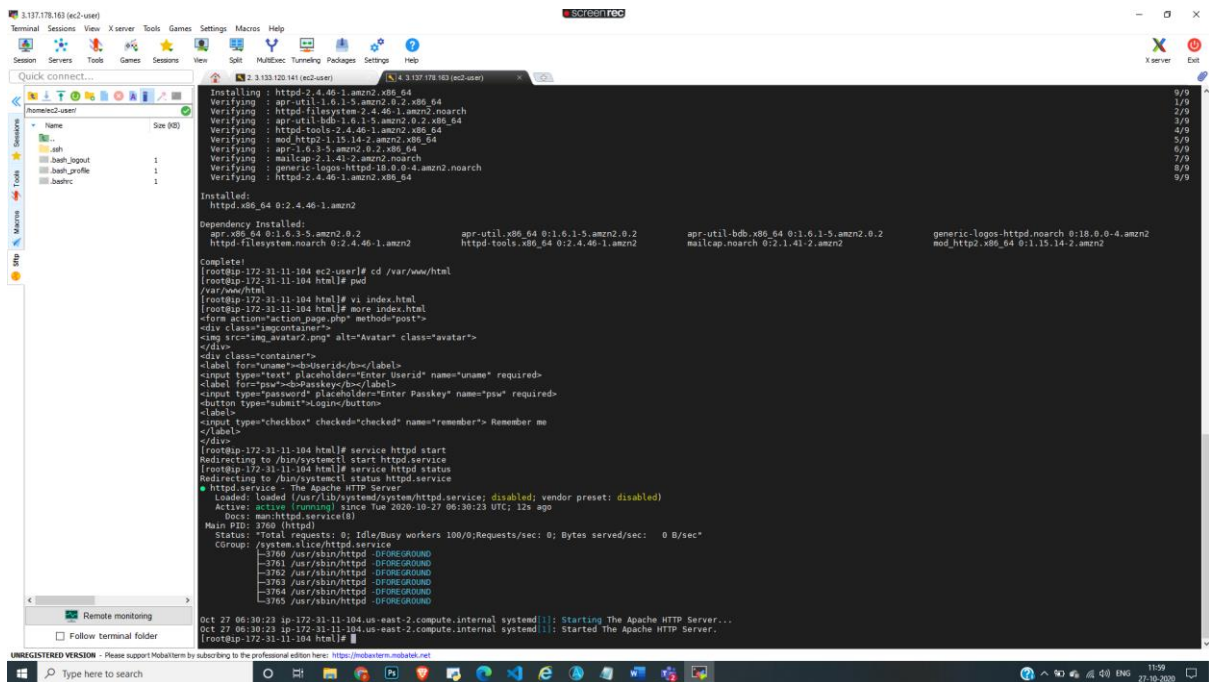 3.137.178.163 (ec2-user)
screenrec
Terminal Sessions View X server Tools Games Settings Macros Help
Session Servers Tools Games Sessions View Split MultiExec Tunneling Packages Settings Help
X server Exit
Quick connect...
2. 3.133.120.141 (ec2-user)
4. 3.137.178.163 (ec2-user)
/home/ec2-user/
Name Size (KB)
..
.ssh
.bash_logout 1
.bash_profile 1
.bashrc 1
Sessions
Tools
Macros
Sftp
Installing : httpd-2.4.46-1.amzn2.x86_64 9/9
Verifying : apr-util-1.6.1-5.amzn2.0.2.x86_64 1/9
Verifying : httpd-filesystem-2.4.46-1.amzn2.noarch 2/9
Verifying : apr-util-bdb-1.6.1-5.amzn2.0.2.x86_64 3/9
Verifying : httpd-tools-2.4.46-1.amzn2.x86_64 4/9
Verifying : mod_http2-1.15.14-2.amzn2.x86_64 5/9
Verifying : apr-1.6.3-5.amzn2.0.2.x86_64 6/9
Verifying : mailcap-2.1.41-2.amzn2.noarch 7/9
Verifying : generic-logos-httpd-18.0.0-4.amzn2.noarch 8/9
Verifying : httpd-2.4.46-1.amzn2.x86_64 9/9
Installed:
httpd.x86_64 0:2.4.46-1.amzn2
Dependency Installed:
apr.x86_64 0:1.6.3-5.amzn2.0.2 apr-util.x86_64 0:1.6.1-5.amzn2.0.2 apr-util-bdb.x86_64 0:1.6.1-5.amzn2.0.2 generic-logos-httpd.noarch 0:18.0.0-4.amzn2
httpd-filesystem.noarch 0:2.4.46-1.amzn2 httpd-tools.x86_64 0:2.4.46-1.amzn2 mailcap.noarch 0:2.1.41-2.amzn2 mod_http2.x86_64 0:1.15.14-2.amzn2
Complete!
[root@ip-172-31-11-104 ec2-user]# cd /var/www/html
[root@ip-172-31-11-104 html]# pwd
/var/www/html
[root@ip-172-31-11-104 html]# vi index.html
[root@ip-172-31-11-104 html]# more index.html
<form action="action_page.php" method="post">
<div class="imgcontainer">
<img src="img_avatar2.png" alt="Avatar" class="avatar">
</div>
<div class="container">
<label for="uname"><b>Userid</b></label>
<input type="text" placeholder="Enter Userid" name="uname" required>
<label for="psw"><b>Passkey</b></label>
<input type="password" placeholder="Enter Passkey" name="psw" required>
<button type="submit">Login</button>
<label>
<input type="checkbox" checked="checked" name="remember"> Remember me
</label>
</div>
[root@ip-172-31-11-104 html]# service httpd start
Redirecting to /bin/systemctl start httpd.service
[root@ip-172-31-11-104 html]# service httpd status
Redirecting to /bin/systemctl status httpd.service
● httpd.service - The Apache HTTP Server
Loaded: loaded (/usr/lib/systemd/system/httpd.service; disabled; vendor preset: disabled)
Active: active (running) since Tue 2020-10-27 06:30:23 UTC; 12s ago
Docs: man:httpd.service(8)
Main PID: 3760 (httpd)
Status: "Total requests: 0; Idle/Busy workers 100/0;Requests/sec: 0; Bytes served/sec: 0 B/sec"
CGroup: /system.slice/httpd.service
├─3760 /usr/sbin/httpd -DFOREGROUND
├─3761 /usr/sbin/httpd -DFOREGROUND
├─3762 /usr/sbin/httpd -DFOREGROUND
├─3763 /usr/sbin/httpd -DFOREGROUND
├─3764 /usr/sbin/httpd -DFOREGROUND
└─3765 /usr/sbin/httpd -DFOREGROUND
Oct 27 06:30:23 ip-172-31-11-104.us-east-2.compute.internal systemd[1]: Starting The Apache HTTP Server...
Oct 27 06:30:23 ip-172-31-11-104.us-east-2.compute.internal systemd[1]: Started The Apache HTTP Server.
[root@ip-172-31-11-104 html]#
Remote monitoring
Follow terminal folder
UNREGISTERED VERSION - Please support MobaXterm by subscribing to the professional edition here: https://mobaxterm.mobatek.net
Type here to search
Ps
ENG
11:59
27-10-2020